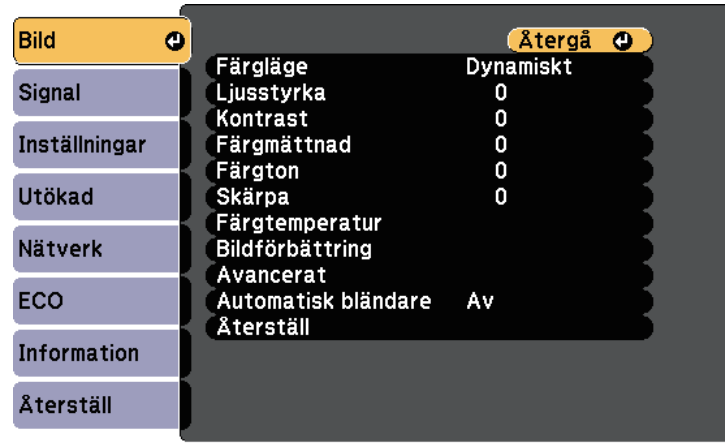 Bild
Signal
Inställningar
Utökad
Nätverk
ECO
Information
Återställ
Återgå
Färgläge Dynamiskt
Ljusstyrka 0
Kontrast 0
Färgmättnad 0
Färgton 0
Skärpa 0
Färgtemperatur
Bildförbättring
Avancerat
Automatisk bländare Av
Återställ